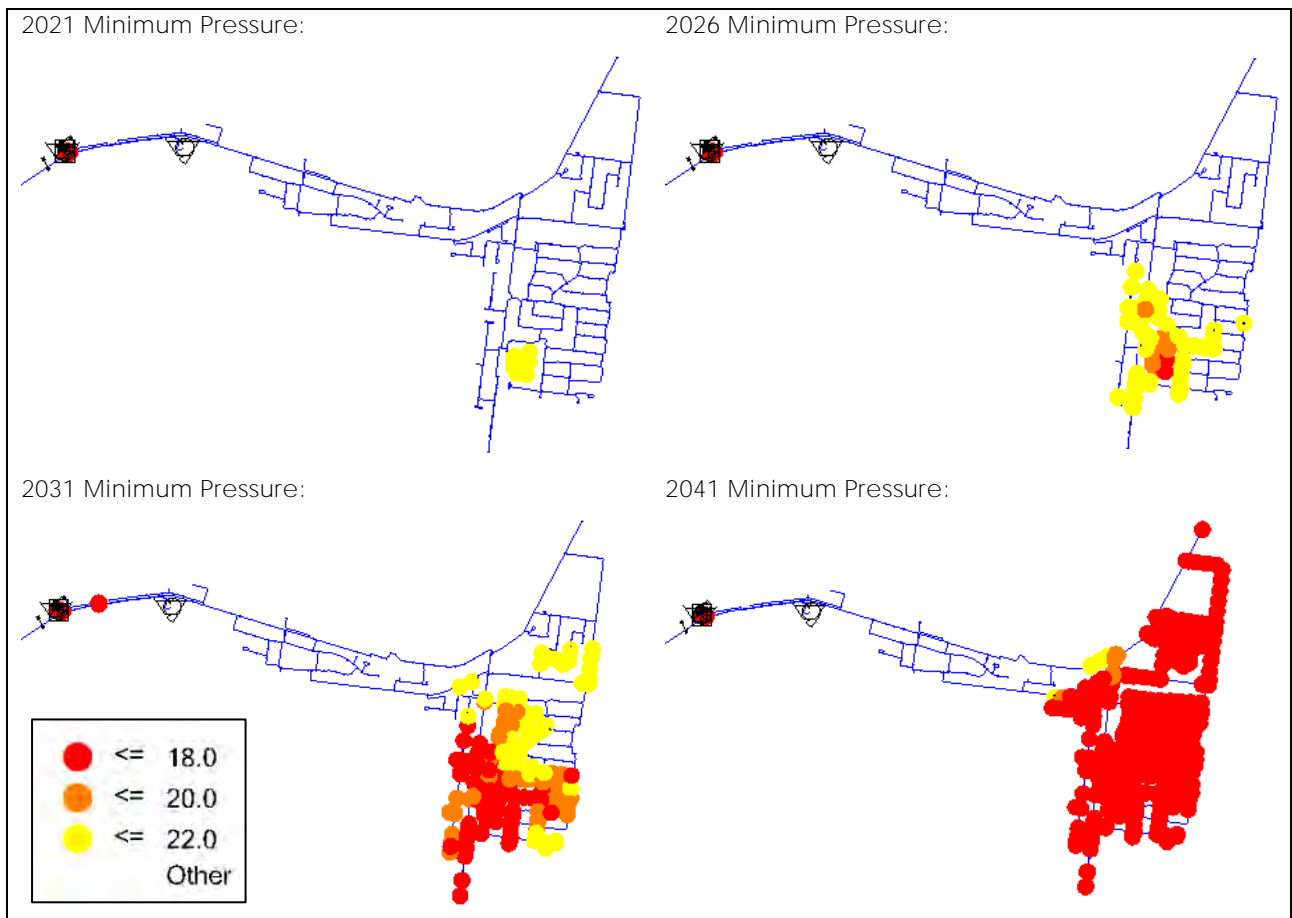 2021 Minimum Pressure:
2026 Minimum Pressure:
2031 Minimum Pressure:
2041 Minimum Pressure:
<= 18.0
<= 20.0
<= 22.0
Other